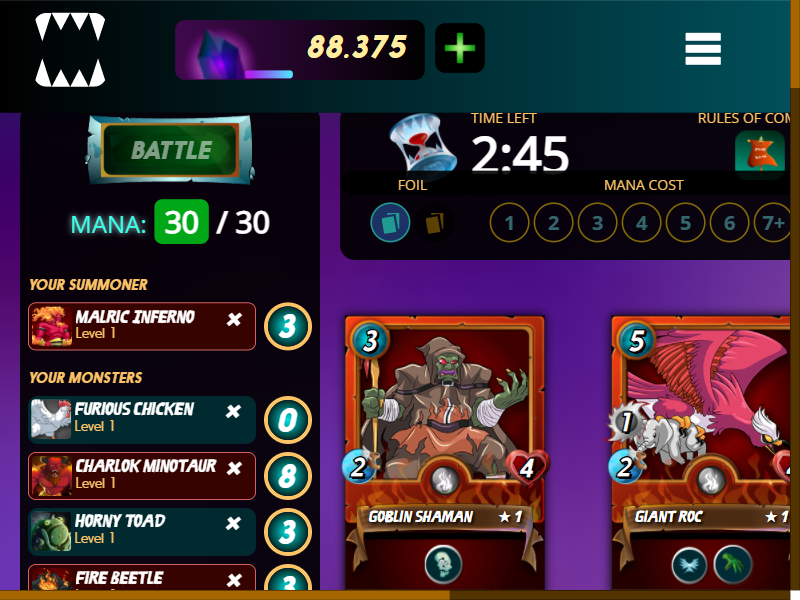 88.375
BATTLE
MANA: 30 / 30
YOUR SUMMONER
MALRIC INFERNO
Level 1
3
YOUR MONSTERS
FURIOUS CHICKEN
Level 1
0
CHARLOK MINOTAUR
Level 1
8
HORNY TOAD
Level 1
3
FIRE BEETLE
TIME LEFT
RULES OF COM
2:45
FOIL
MANA COST
1 2 3 4 5 6 7+
3
2
4
GOBLIN SHAMAN ★ 1
5
1
2
GIANT ROC ★ 1